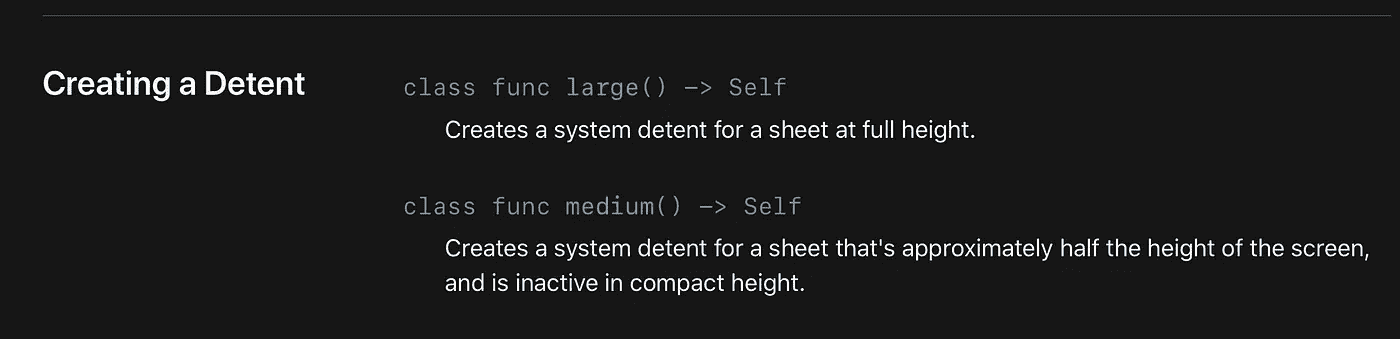 Creating a Detent
class func large() -> Self
Creates a system detent for a sheet at full height.
class func medium() -> Self
Creates a system detent for a sheet that's approximately half the height of the screen,
and is inactive in compact height.